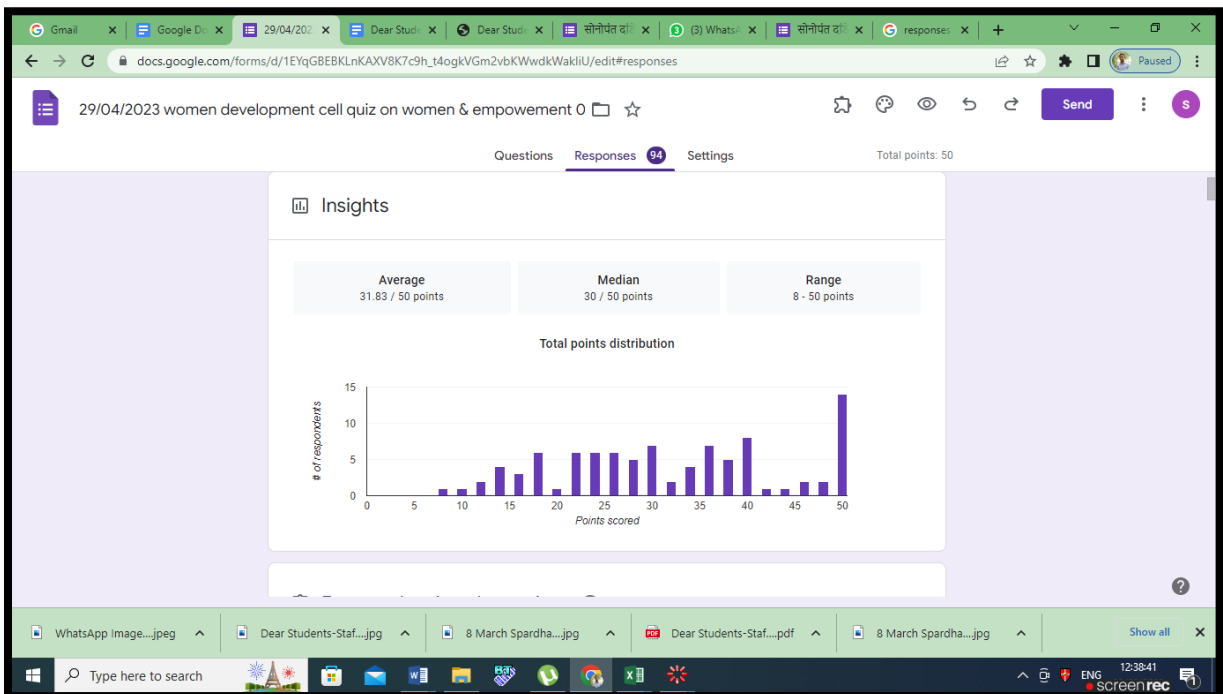 Gmail
Google Do
29/04/202
Dear Stude
Dear Stude
सोनोपंत दांडे
(3) WhatsA
सोनोपंत दांडे
responses
docs.google.com/forms/d/1EYqGBEBKLnKAXV8K7c9h_t4ogkVGm2vbKWwdkWakliU/edit#responses
Paused
29/04/2023 women development cell quiz on women & empowement 0
Send
S
Questions Responses 94 Settings
Total points: 50
Insights
Average
31.83 / 50 points
Median
30 / 50 points
Range
8 - 50 points
Total points distribution
# of respondents
15
10
5
0
0 5 10 15 20 25 30 35 40 45 50
Points scored
WhatsApp Image....jpeg
Dear Students-Staf...jpg
8 March Spardha...jpg
Dear Students-Staf....pdf
8 March Spardha...jpg
Show all
Type here to search
ENG
12:38:41
screenrec